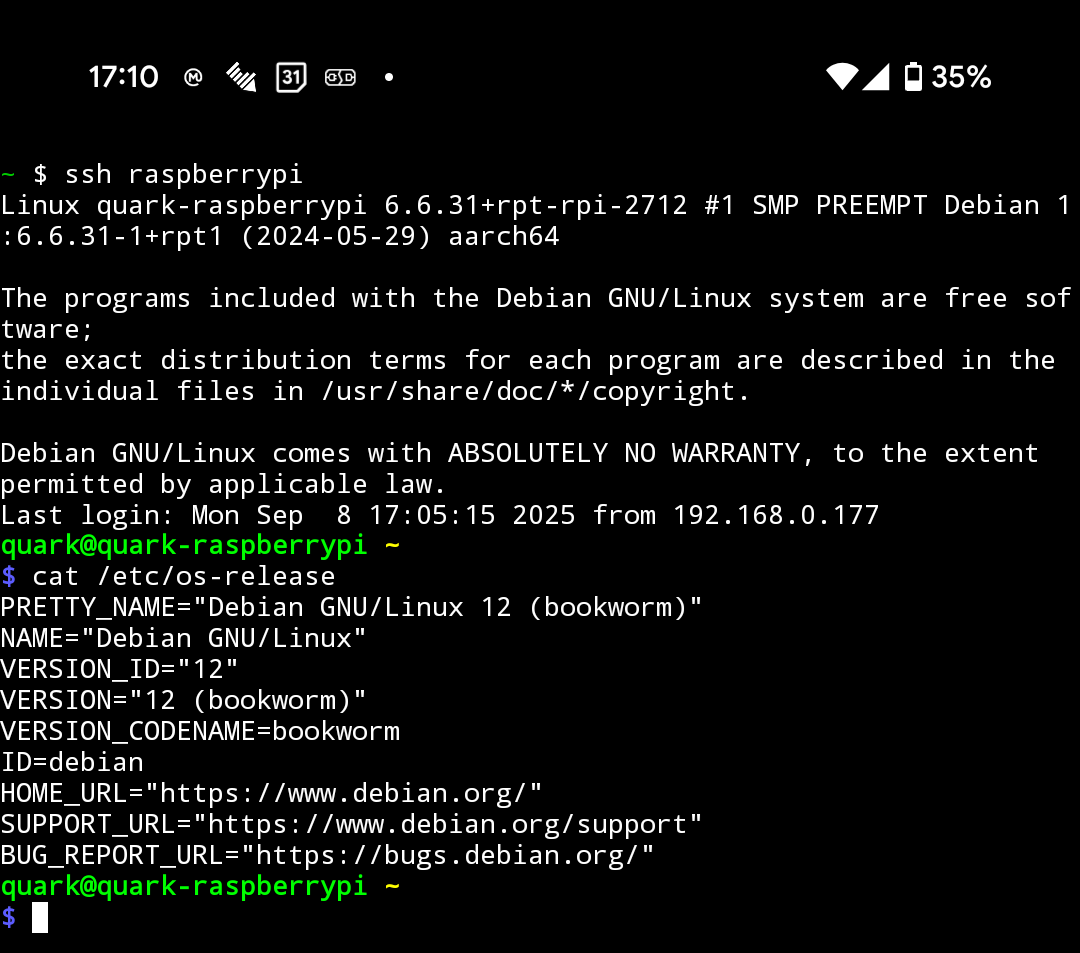 17:10 M 31 GSD 35%
~ $ ssh raspberrypi
Linux quark-raspberrypi 6.6.31+rpt-rpi-2712 #1 SMP PREEMPT Debian 1
:6.6.31-1+rpt1 (2024-05-29) aarch64
The programs included with the Debian GNU/Linux system are free sof
tware;
the exact distribution terms for each program are described in the
individual files in /usr/share/doc/*/copyright.
Debian GNU/Linux comes with ABSOLUTELY NO WARRANTY, to the extent
permitted by applicable law.
Last login: Mon Sep  8 17:05:15 2025 from 192.168.0.177
quark@quark-raspberrypi ~
$ cat /etc/os-release
PRETTY_NAME="Debian GNU/Linux 12 (bookworm)"
NAME="Debian GNU/Linux"
VERSION_ID="12"
VERSION="12 (bookworm)"
VERSION_CODENAME=bookworm
ID=debian
HOME_URL="https://www.debian.org/"
SUPPORT_URL="https://www.debian.org/support"
BUG_REPORT_URL="https://bugs.debian.org/"
quark@quark-raspberrypi ~
$